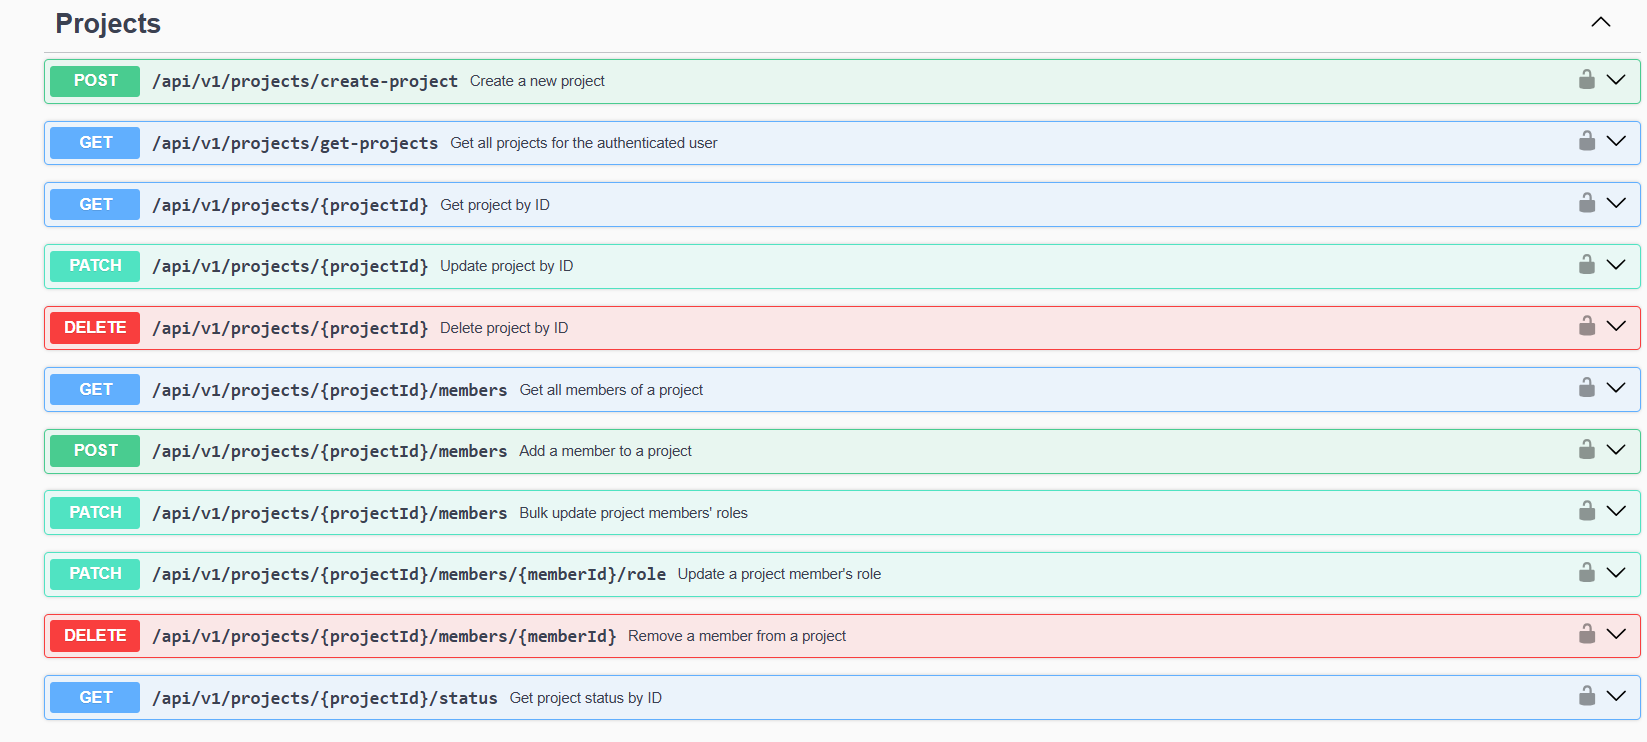 Projects
POST /api/v1/projects/create-project Create a new project
GET /api/v1/projects/get-projects Get all projects for the authenticated user
GET /api/v1/projects/{projectId} Get project by ID
PATCH /api/v1/projects/{projectId} Update project by ID
DELETE /api/v1/projects/{projectId} Delete project by ID
GET /api/v1/projects/{projectId}/members Get all members of a project
POST /api/v1/projects/{projectId}/members Add a member to a project
PATCH /api/v1/projects/{projectId}/members Bulk update project members' roles
PATCH /api/v1/projects/{projectId}/members/{memberId}/role Update a project member's role
DELETE /api/v1/projects/{projectId}/members/{memberId} Remove a member from a project
GET /api/v1/projects/{projectId}/status Get project status by ID